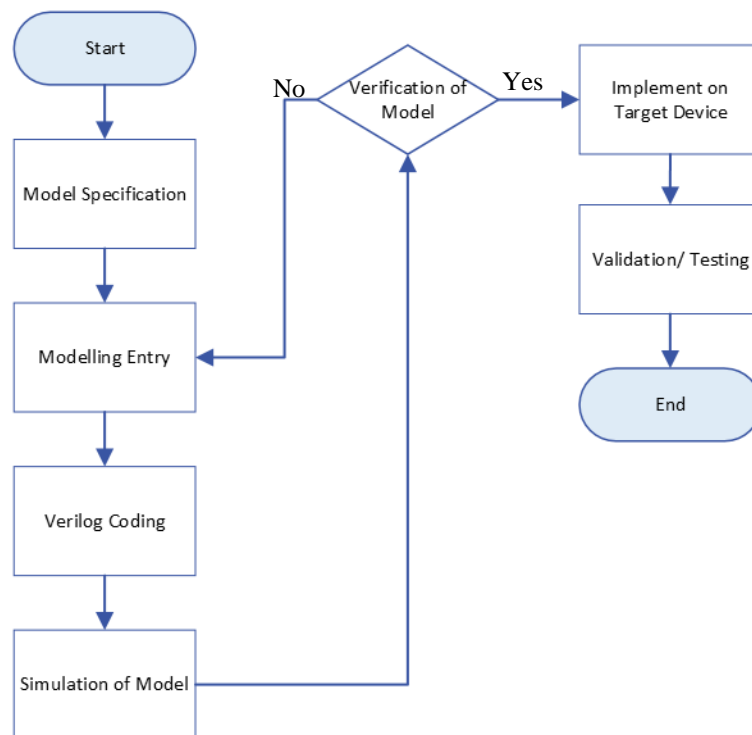 Start
Model Specification
Modelling Entry
Verilog Coding
Simulation of Model
No
Verification of
Model
Yes
Implement on
Target Device
Validation/ Testing
End